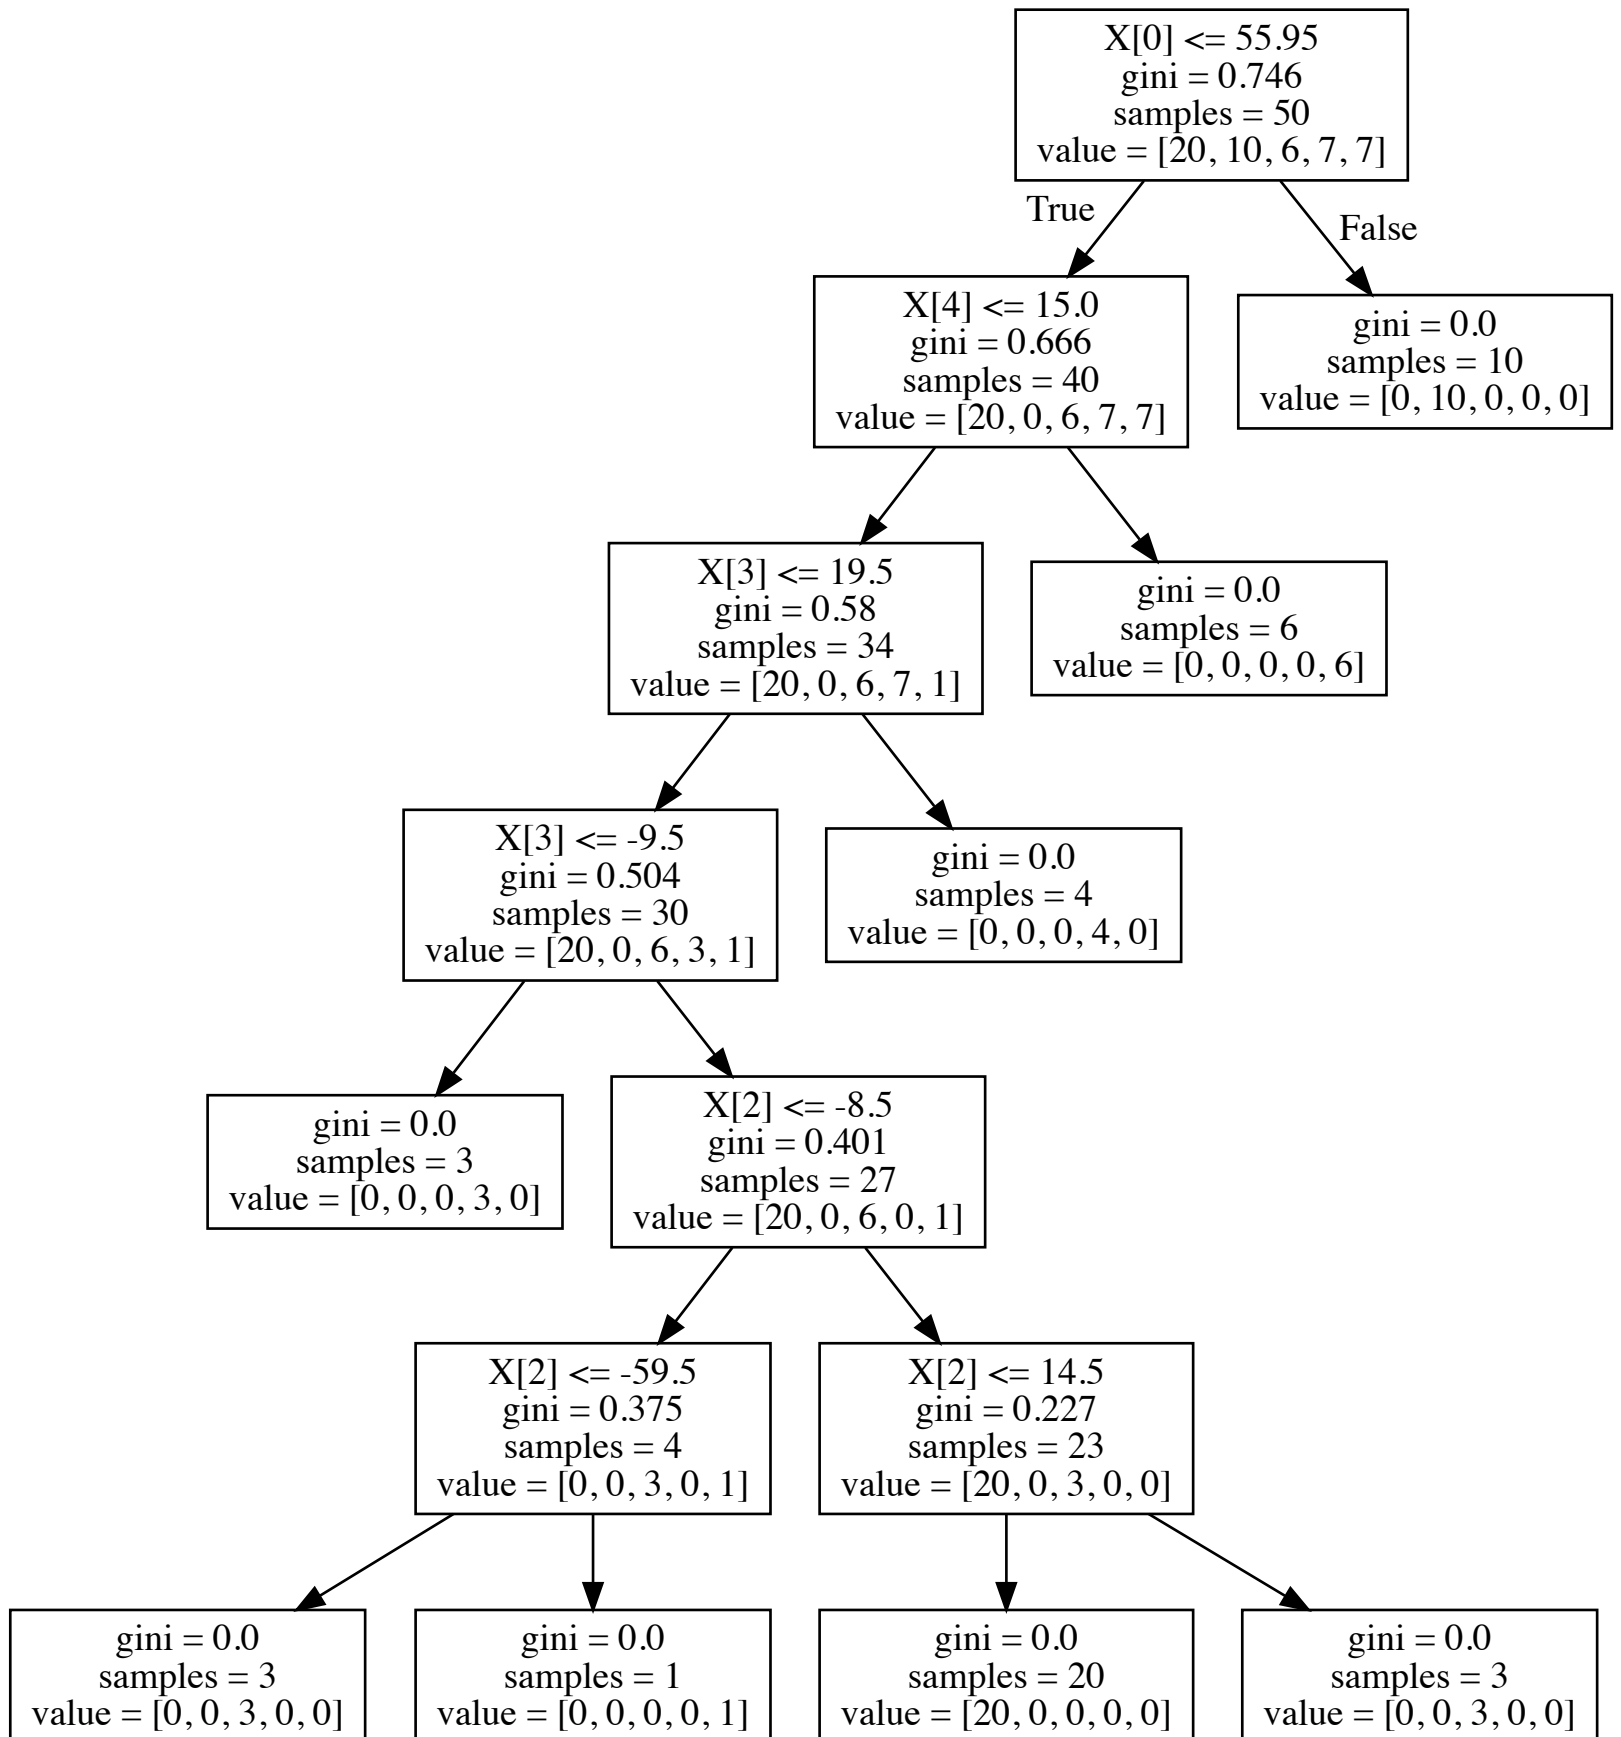 X[0] <= 55.95
gini = 0.746
samples = 50
value = [20, 10, 6, 7, 7]
True
False
X[4] <= 15.0
gini = 0.666
samples = 40
value = [20, 0, 6, 7, 7]
gini = 0.0
samples = 10
value = [0, 10, 0, 0, 0]
X[3] <= 19.5
gini = 0.58
samples = 34
value = [20, 0, 6, 7, 1]
gini = 0.0
samples = 6
value = [0, 0, 0, 0, 6]
X[3] <= -9.5
gini = 0.504
samples = 30
value = [20, 0, 6, 3, 1]
gini = 0.0
samples = 4
value = [0, 0, 0, 4, 0]
gini = 0.0
samples = 3
value = [0, 0, 0, 3, 0]
X[2] <= -8.5
gini = 0.401
samples = 27
value = [20, 0, 6, 0, 1]
X[2] <= -59.5
gini = 0.375
samples = 4
value = [0, 0, 3, 0, 1]
X[2] <= 14.5
gini = 0.227
samples = 23
value = [20, 0, 3, 0, 0]
gini = 0.0
samples = 3
value = [0, 0, 3, 0, 0]
gini = 0.0
samples = 1
value = [0, 0, 0, 0, 1]
gini = 0.0
samples = 20
value = [20, 0, 0, 0, 0]
gini = 0.0
samples = 3
value = [0, 0, 3, 0, 0]